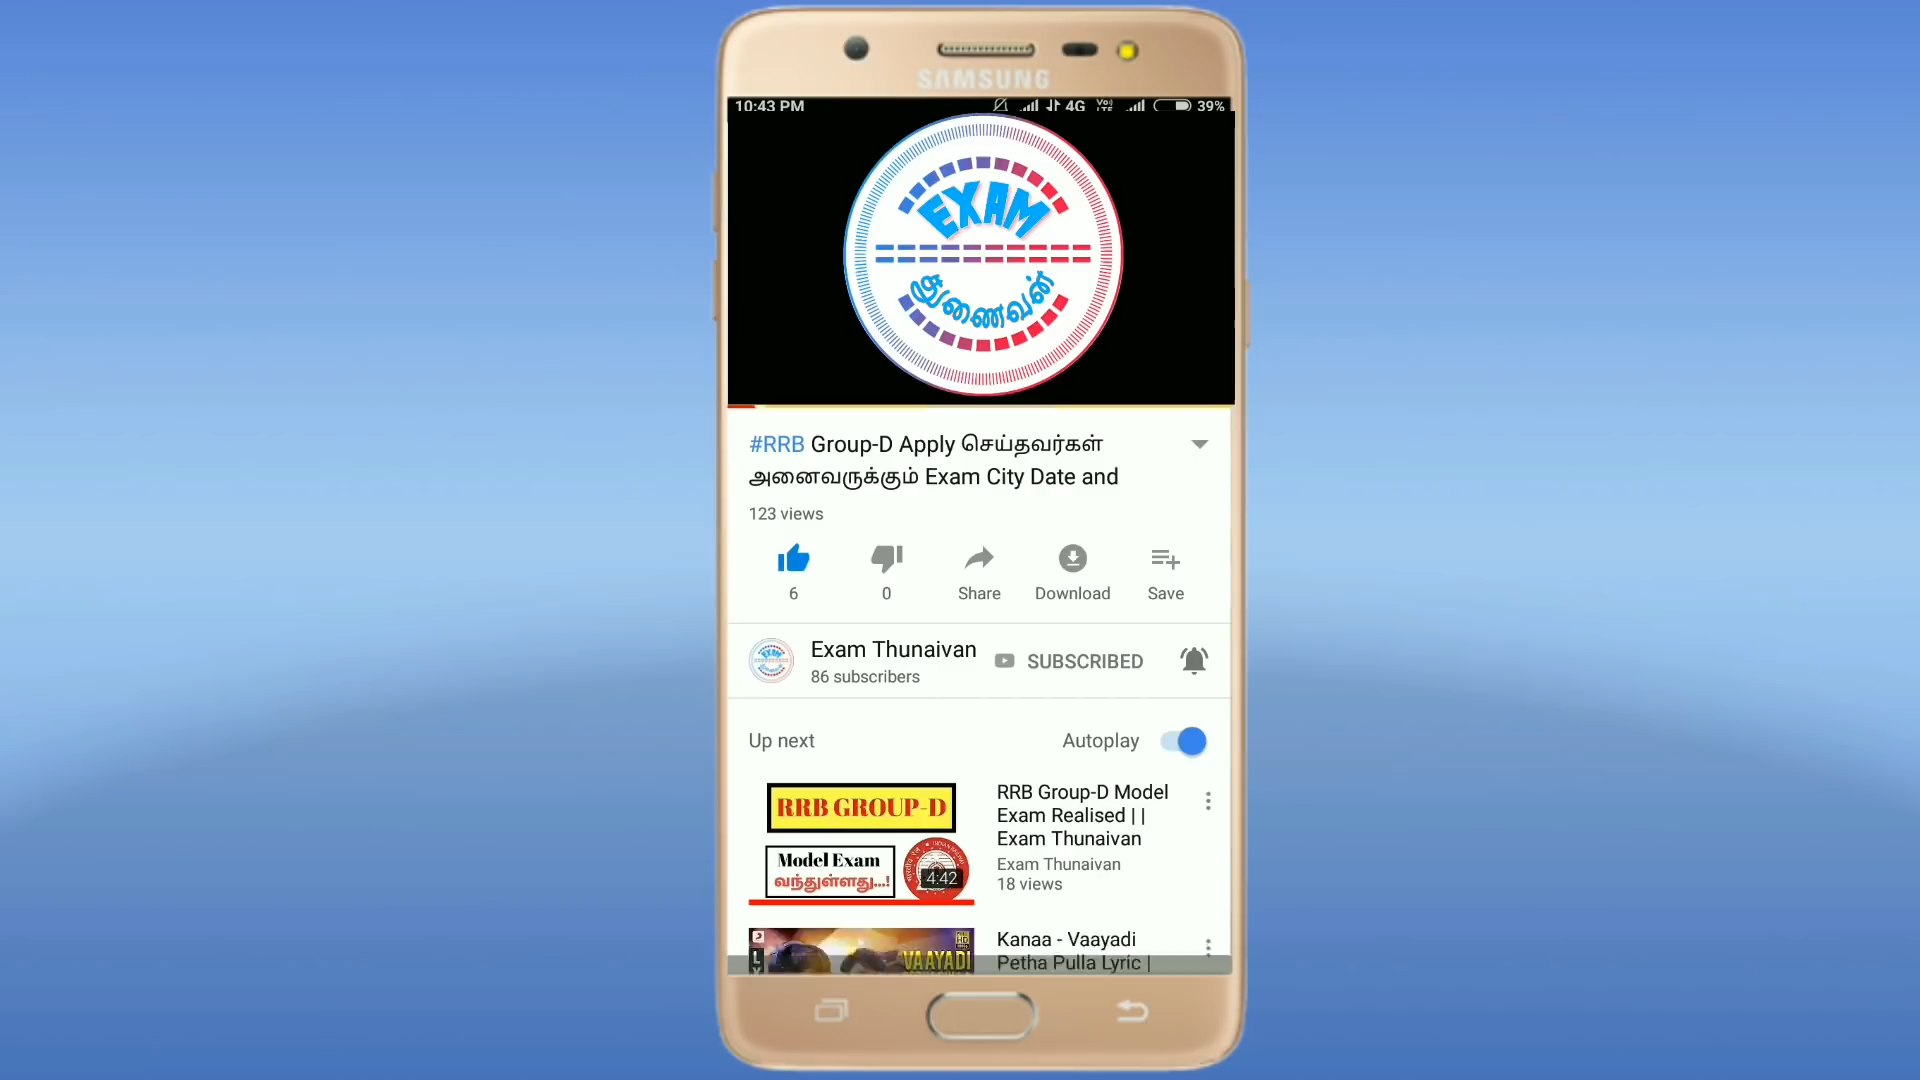 SAMSUNG
10:43 PM
4G VoLTE 39%
EXAM
துணைவன்
#RRB Group-D Apply செய்தவர்கள்
அனைவருக்கும் Exam City Date and
123 views
6
0
Share
Download
Save
Exam Thunaivan
86 subscribers
SUBSCRIBED
Up next
Autoplay
RRB GROUP-D
Model Exam
வந்துள்ளது...!
4:42
RRB Group-D Model
Exam Realised ||
Exam Thunaivan
Exam Thunaivan
18 views
VAAYADI
Kanaa - Vaayadi
Petha Pulla Lyric |